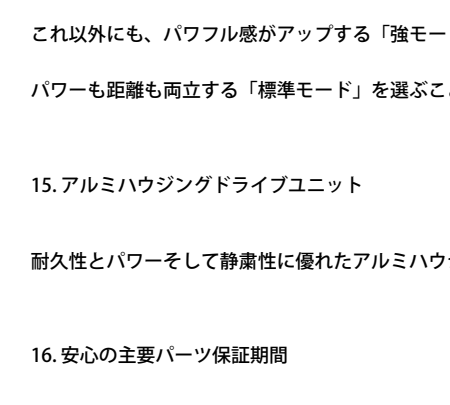 これ以外にも、パワフル感がアップする「強モー
パワーも距離も両立する「標準モード」を選ぶこ
15. アルミハウジングドライブユニット
耐久性とパワーそして静粛性に優れたアルミハウ
16. 安心の主要パーツ保証期間